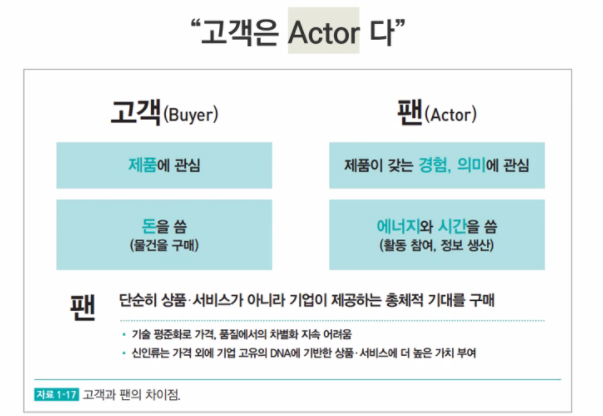 “고객은 Actor 다”
고객(Buyer)
팬(Actor)
제품에 관심
제품이 갖는 경험, 의미에 관심
돈을 씀
(물건을 구매)
에너지와 시간을 씀
(활동 참여, 정보 생산)
팬 단순히 상품·서비스가 아니라 기업이 제공하는 총체적 기대를 구매
• 기술 평준화로 가격, 품질에서의 차별화 지속 어려움
• 신인류는 가격 외에 기업 고유의 DNA에 기반한 상품·서비스에 더 높은 가치 부여
자료 1-17 고객과 팬의 차이점.